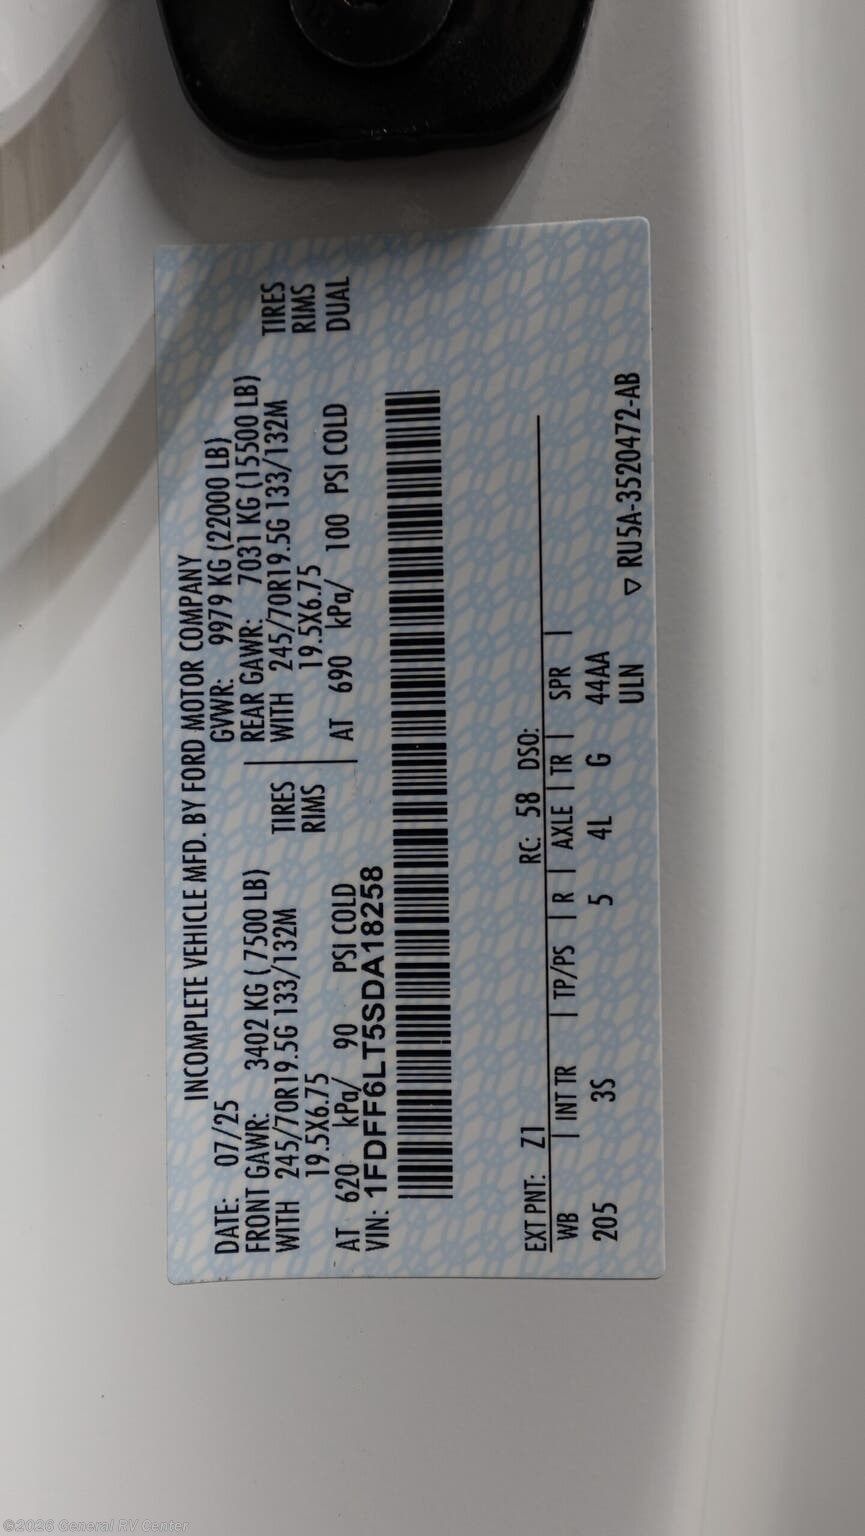 INCOMPLETE VEHICLE MFD. BY FORD MOTOR COMPANY
DATE: 07/25 GVWR: 9979 KG (22000 LB)
FRONT GAWR: 3402 KG ( 7500 LB) REAR GAWR: 7031 KG (15500 LB)
WITH 245/70R19.5G 133/132M TIRES WITH 245/70R19.5G 133/132M TIRES
19.5X6.75 RIMS 19.5X6.75 RIMS
AT 620 kPa/ 90 PSI COLD AT 690 kPa/ 100 PSI COLD DUAL
VIN: 1FDFF6LT5SDA18258
EXT PNT: Z1 RC: 58 DSO:
WB | INT TR | TP/PS | R | AXLE | TR | SPR |
205 3S 5 4L G 44AA
ULN ▽ RU5A-3520472-AB
©2026 General RV Center